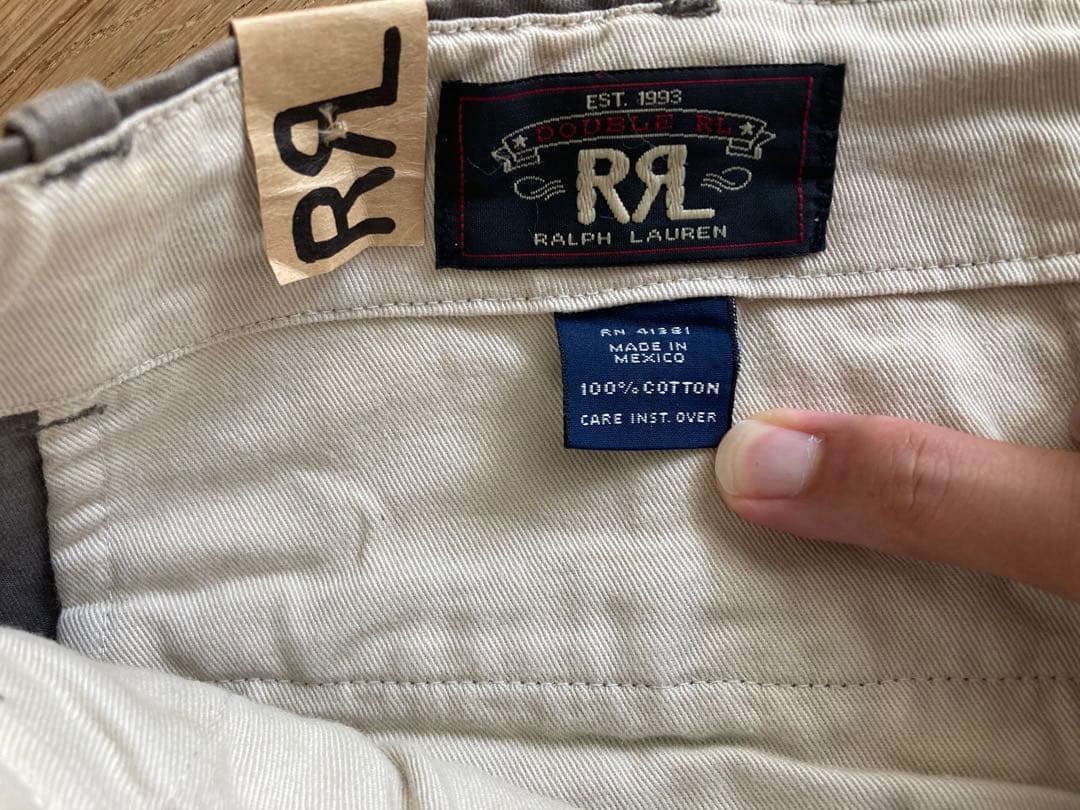 RRL
EST. 1993
DOUBLE RL
RRL
RALPH LAUREN
RN 41381
MADE IN
MEXICO
100% COTTON
CARE INST. OVER